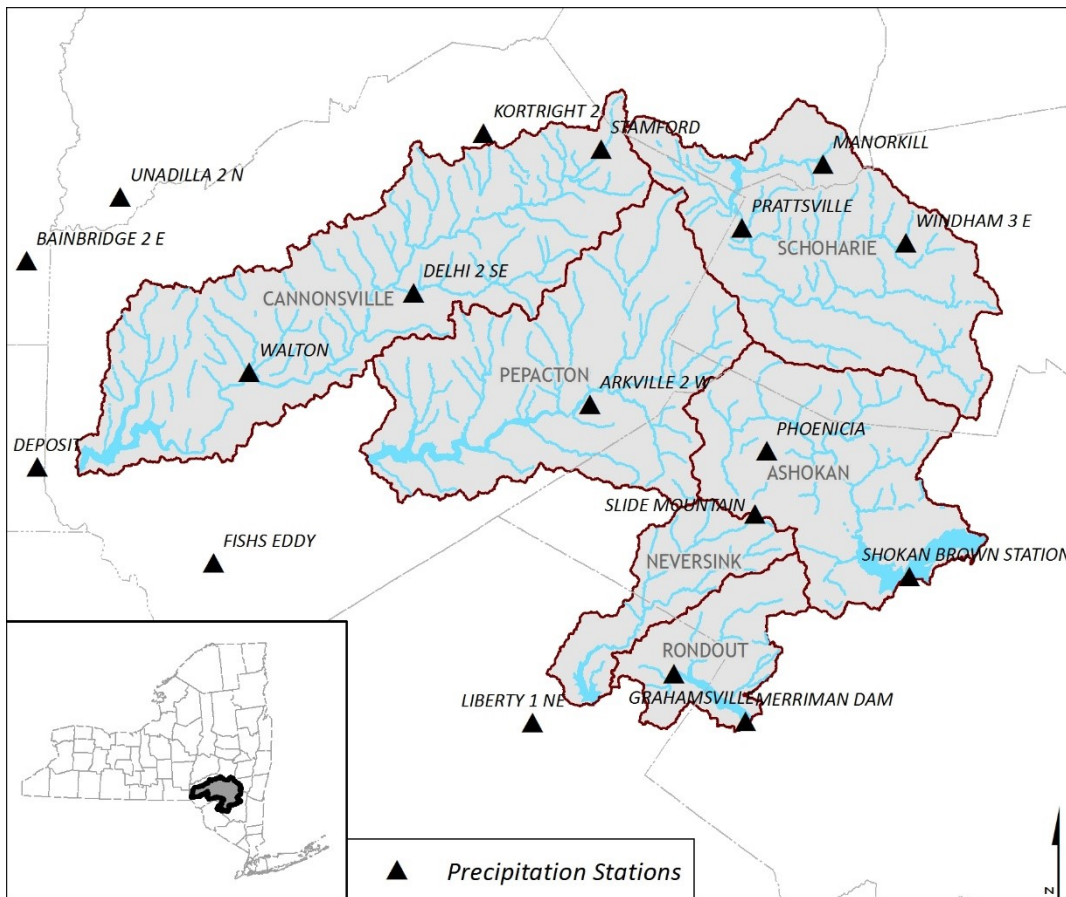 KORTRIGHT 2
STAMFORD
MANORKILL
UNADILLA 2 N
PRATTSVILLE
WINDHAM 3 E
BAINBRIDGE 2 E
SCHOHARIE
DELHI 2 SE
CANNONSVILLE
WALTON
PEPACTON
ARKVILLE 2 W
PHOENICIA
DEPOSIT
ASHOKAN
SLIDE MOUNTAIN
FISHS EDDY
SHOKAN BROWN STATION
NEVERSINK
RONDOUT
LIBERTY 1 NE
GRAHAMSVILLE
MERRIMAN DAM
Precipitation Stations
N